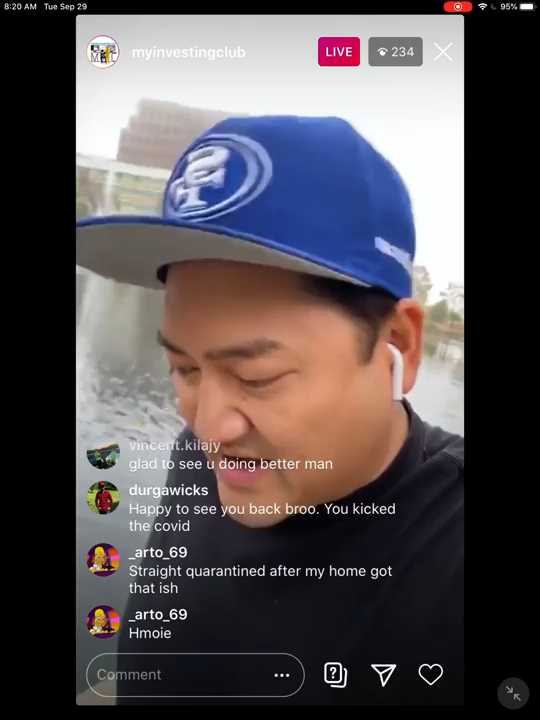 8:20 AM Tue Sep 29
95%
myinvestingclub
LIVE
234
vincent.kilajy
glad to see u doing better man
durgawicks
Happy to see you back broo. You kicked
the covid
_arto_69
Straight quarantined after my home got
that ish
_arto_69
Hmoie
Comment